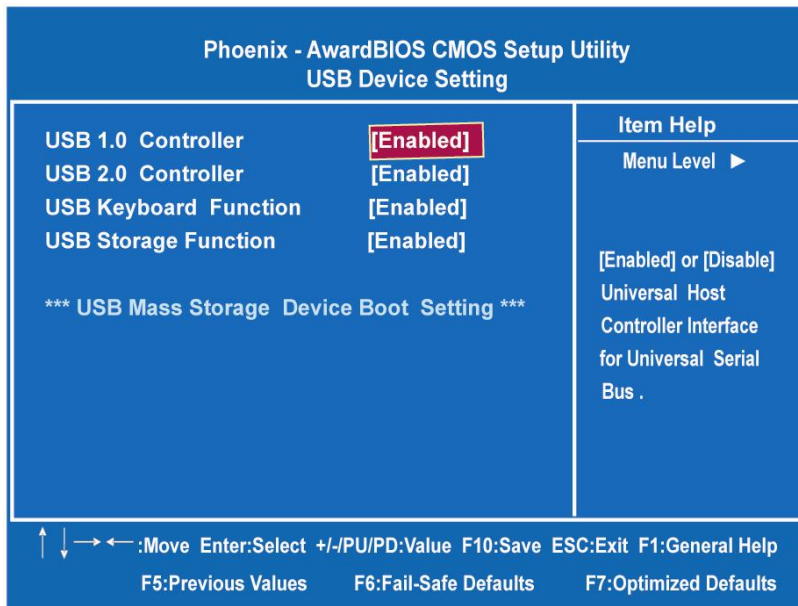 Phoenix - AwardBIOS CMOS Setup Utility
USB Device Setting
USB 1.0 Controller [Enabled]
USB 2.0 Controller [Enabled]
USB Keyboard Function [Enabled]
USB Storage Function [Enabled]
*** USB Mass Storage Device Boot Setting ***
Item Help
Menu Level ►
[Enabled] or [Disable]
Universal Host
Controller Interface
for Universal Serial
Bus .
↑ ↓ → ← :Move Enter:Select +/-/PU/PD:Value F10:Save ESC:Exit F1:General Help
F5:Previous Values F6:Fail-Safe Defaults F7:Optimized Defaults